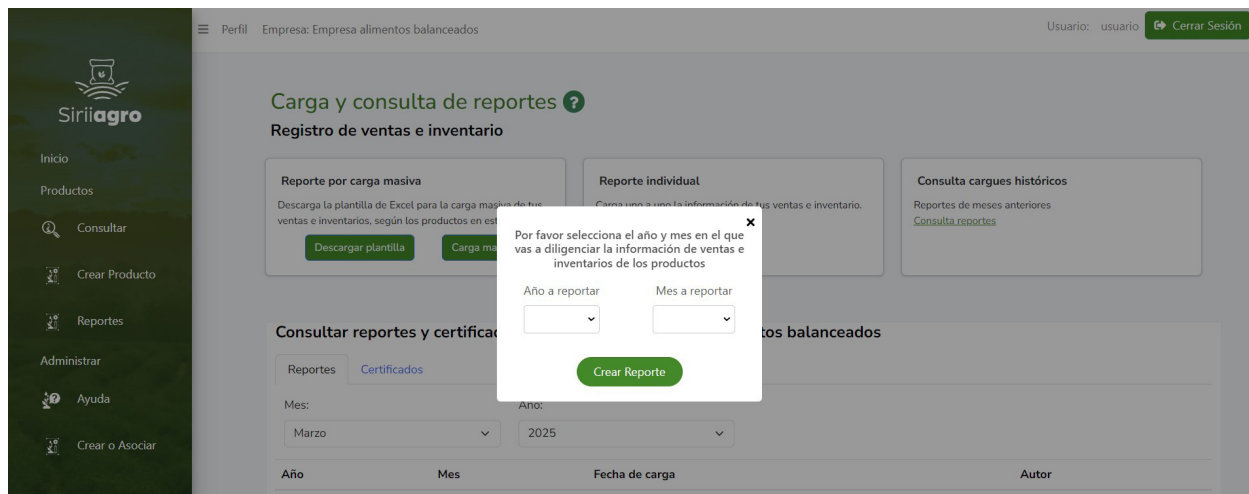 Perfil Empresa: Empresa alimentos balanceados
Usuario: usuario Cerrar Sesión
Siriiagro
Inicio
Productos
Consultar
Crear Producto
Reportes
Administrar
Ayuda
Crear o Asociar
Carga y consulta de reportes ?
Registro de ventas e inventario
Reporte por carga masiva
Descarga la plantilla de Excel para la carga masiva de tus
ventas e inventarios, según los productos en est
Descargar plantilla
Carga ma
Reporte individual
Carga uno a uno la información de tus ventas e inventario.
Consulta cargues históricos
Reportes de meses anteriores
Consulta reportes
Por favor selecciona el año y mes en el que
vas a diligenciar la información de ventas e
inventarios de los productos
Año a reportar Mes a reportar
Crear Reporte
Consultar reportes y certificad
tos balanceados
Reportes Certificados
Mes: Año:
Marzo 2025
Año Mes Fecha de carga Autor